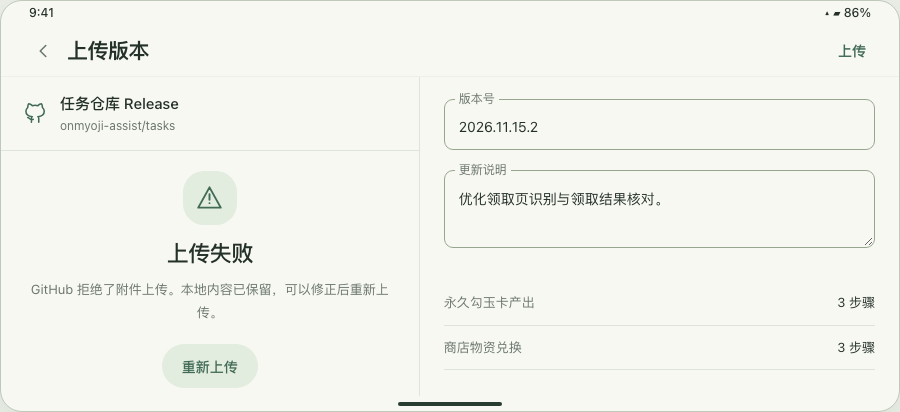 9:41
86%
上传版本
上传
任务仓库 Release
onmyoji-assist/tasks
上传失败
GitHub 拒绝了附件上传。本地内容已保留，可以修正后重新上
传。
重新上传
版本号
2026.11.15.2
更新说明
优化领取页识别与领取结果核对。
永久勾玉卡产出
3 步骤
商店物资兑换
3 步骤